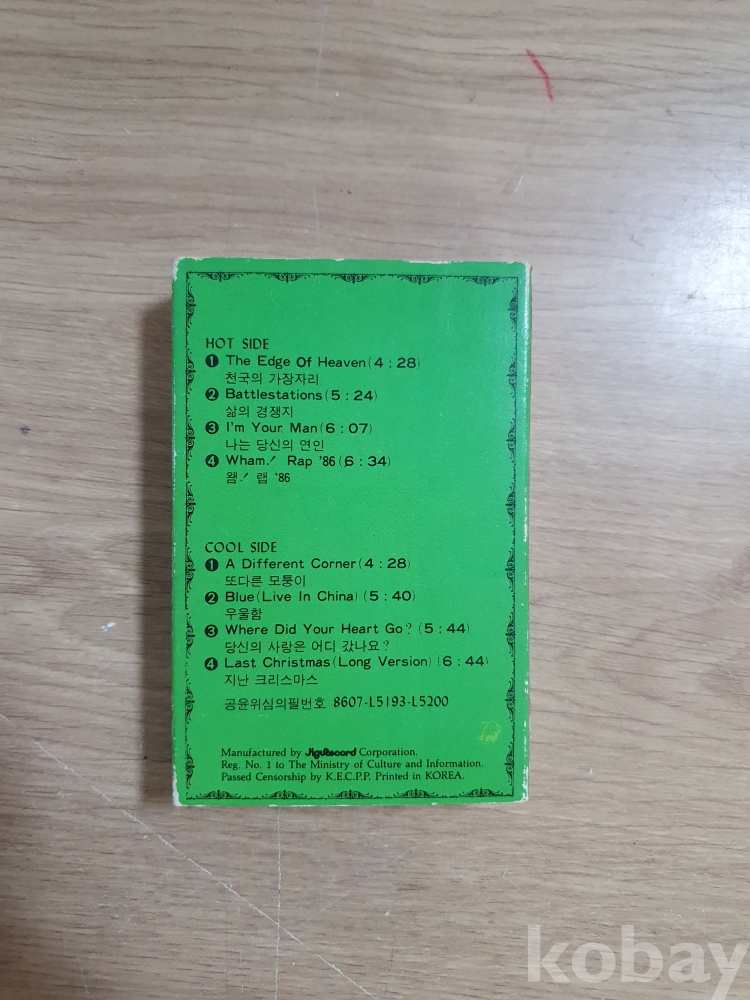 HOT SIDE
❶ The Edge Of Heaven(4 : 28)
천국의 가장자리
❷ Battlestations(5 : 24)
삶의 경쟁지
❸ I'm Your Man(6 : 07)
나는 당신의 연인
❹ Wham! Rap '86(6 : 34)
왬! 랩 '86
COOL SIDE
❶ A Different Corner(4 : 28)
또다른 모퉁이
❷ Blue(Live In China) (5 : 40)
우울함
❸ Where Did Your Heart Go? (5 : 44)
당신의 사랑은 어디 갔나요?
❹ Last Christmas(Long Version) (6 : 44)
지난 크리스마스
공윤위심의필번호 8607-L5193-L5200
Manufactured by JiguRecord Corporation.
Reg. No. 1 to The Ministry of Culture and Information.
Passed Censorship by K.E.C.P.P. Printed in KOREA.
kobay